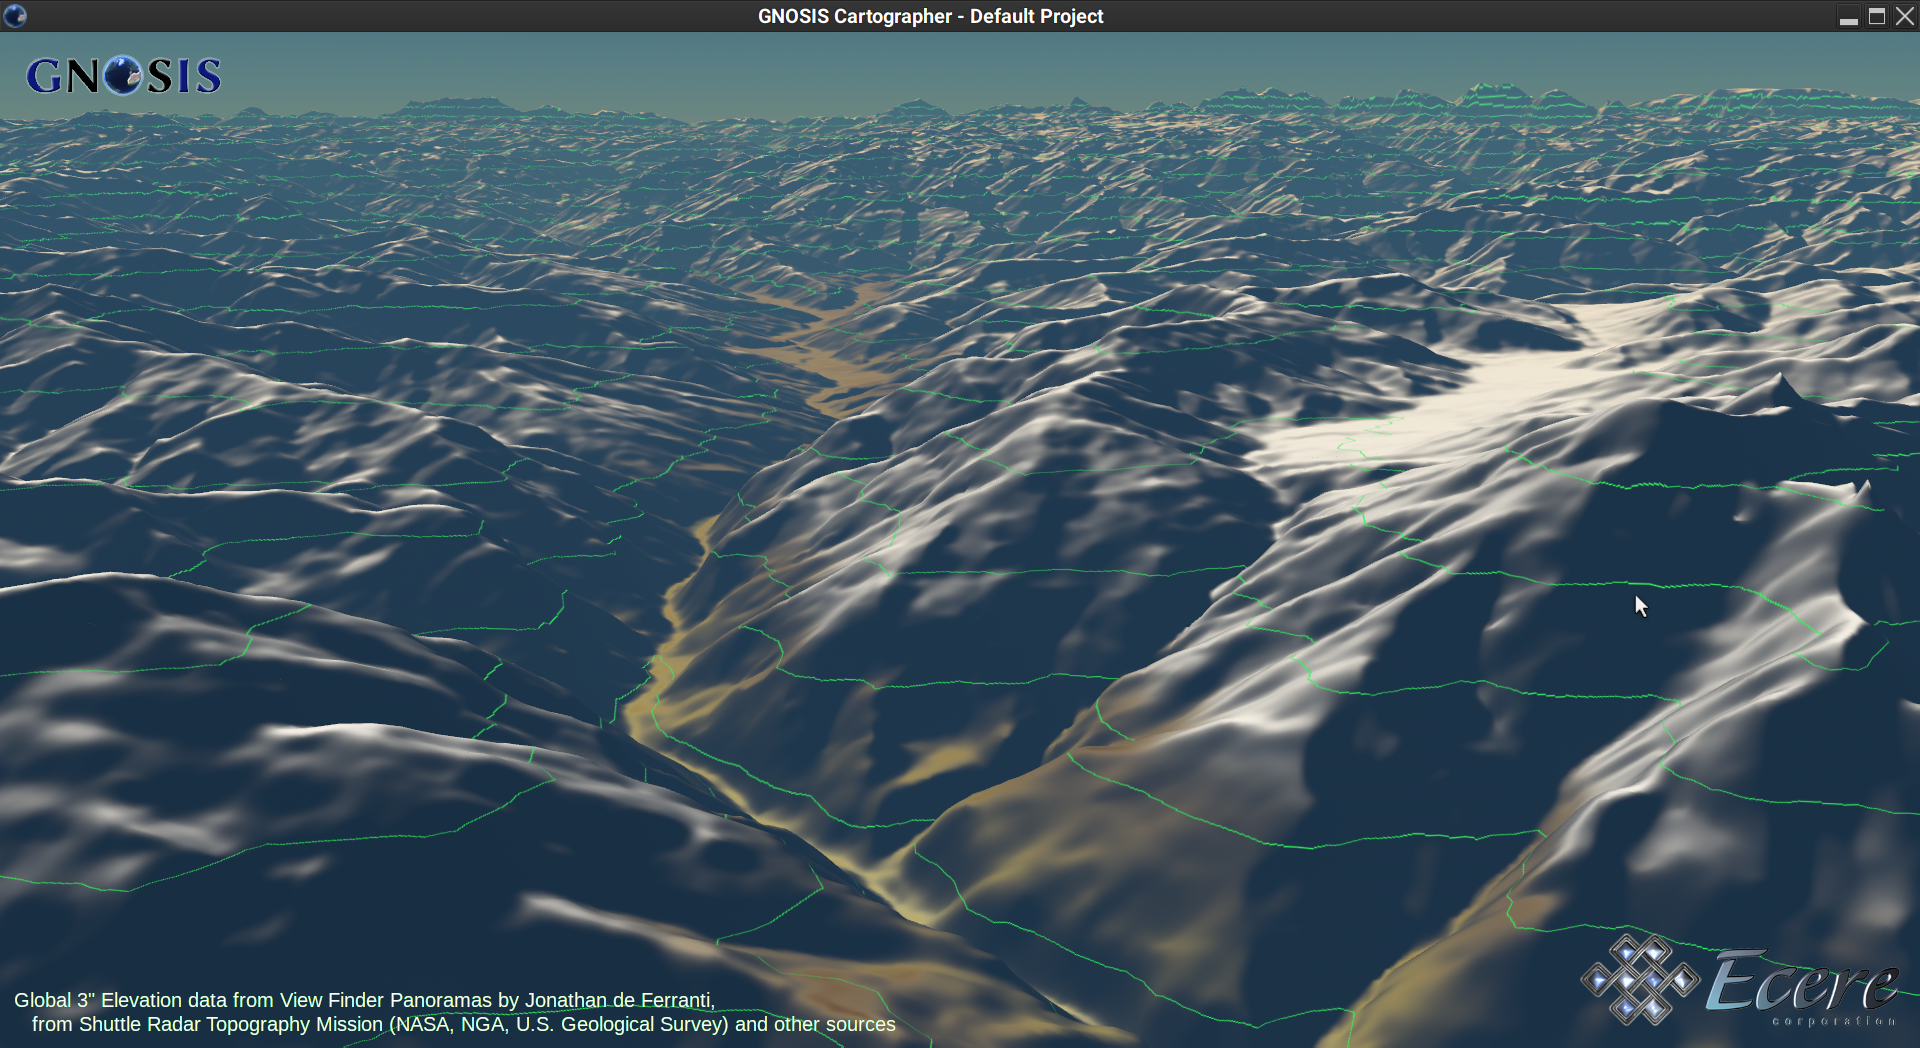 GNOSIS Cartographer - Default Project
GNOSIS
Global 3" Elevation data from View Finder Panoramas by Jonathan de Ferranti,
from Shuttle Radar Topography Mission (NASA, NGA, U.S. Geological Survey) and other sources
Ecere
corporation